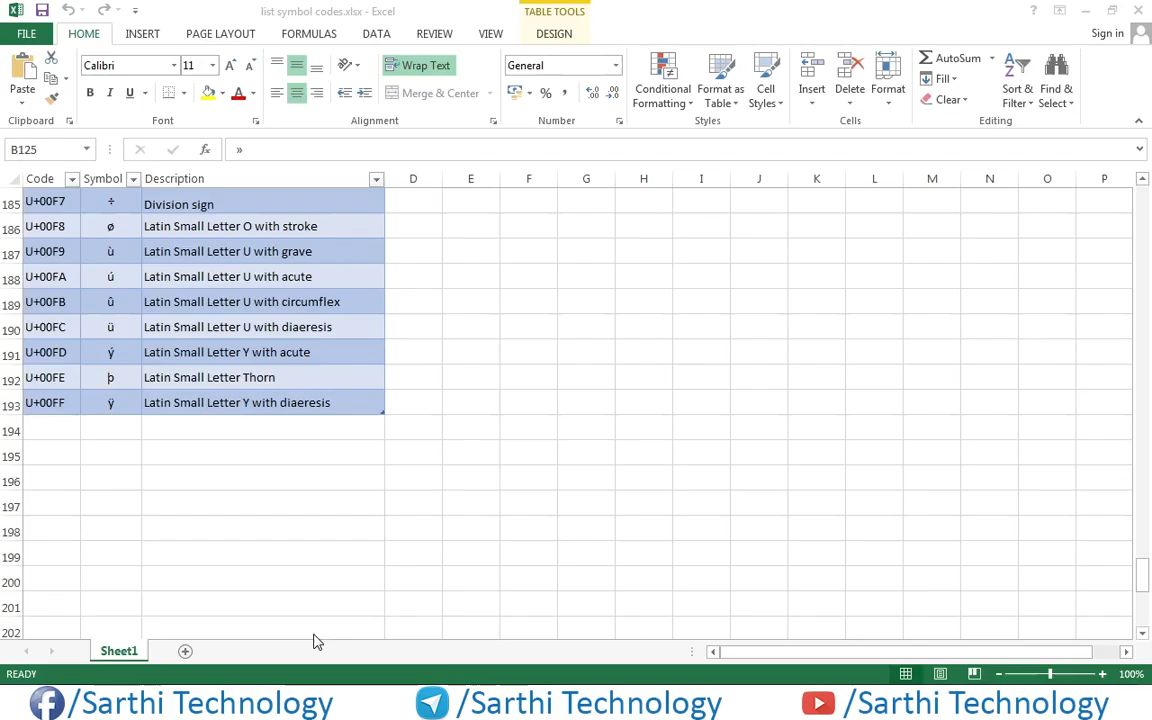 list symbol codes.xlsx - Excel
TABLE TOOLS
FILE HOME INSERT PAGE LAYOUT FORMULAS DATA REVIEW VIEW DESIGN Sign in
Calibri 11 Wrap Text General AutoSum
Paste B I U A Merge & Center % Conditional Formatting Format as Table Cell Styles Insert Delete Format Fill Clear Sort & Filter Find & Select
Clipboard Font Alignment Number Styles Cells Editing
B125 fx »
Code Symbol Description D E F G H I J K L M N O P
185 U+00F7 ÷ Division sign
186 U+00F8 ø Latin Small Letter O with stroke
187 U+00F9 ù Latin Small Letter U with grave
188 U+00FA ú Latin Small Letter U with acute
189 U+00FB û Latin Small Letter U with circumflex
190 U+00FC ü Latin Small Letter U with diaeresis
191 U+00FD ý Latin Small Letter Y with acute
192 U+00FE þ Latin Small Letter Thorn
193 U+00FF ÿ Latin Small Letter Y with diaeresis
194
195
196
197
198
199
200
201
202
Sheet1
READY 100%
/Sarthi Technology /Sarthi Technology /Sarthi Technology